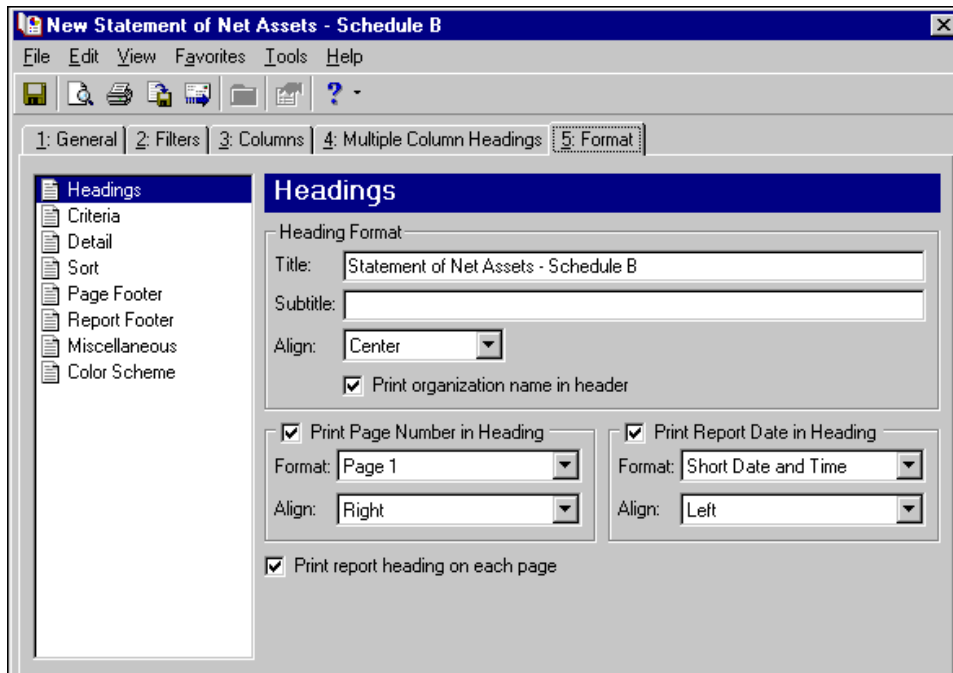 New Statement of Net Assets - Schedule B
File Edit View Favorites Tools Help
1: General 2: Filters 3: Columns 4: Multiple Column Headings 5: Format
Headings
Criteria
Detail
Sort
Page Footer
Report Footer
Miscellaneous
Color Scheme
Headings
Heading Format
Title: Statement of Net Assets - Schedule B
Subtitle:
Align: Center
Print organization name in header
Print Page Number in Heading
Format: Page 1
Align: Right
Print Report Date in Heading
Format: Short Date and Time
Align: Left
Print report heading on each page